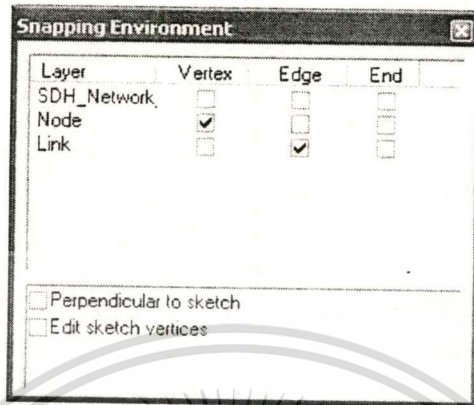 Snapping Environment
Layer Vertex Edge End
SDH_Network
Node
Link
Perpendicular to sketch
Edit sketch vertices